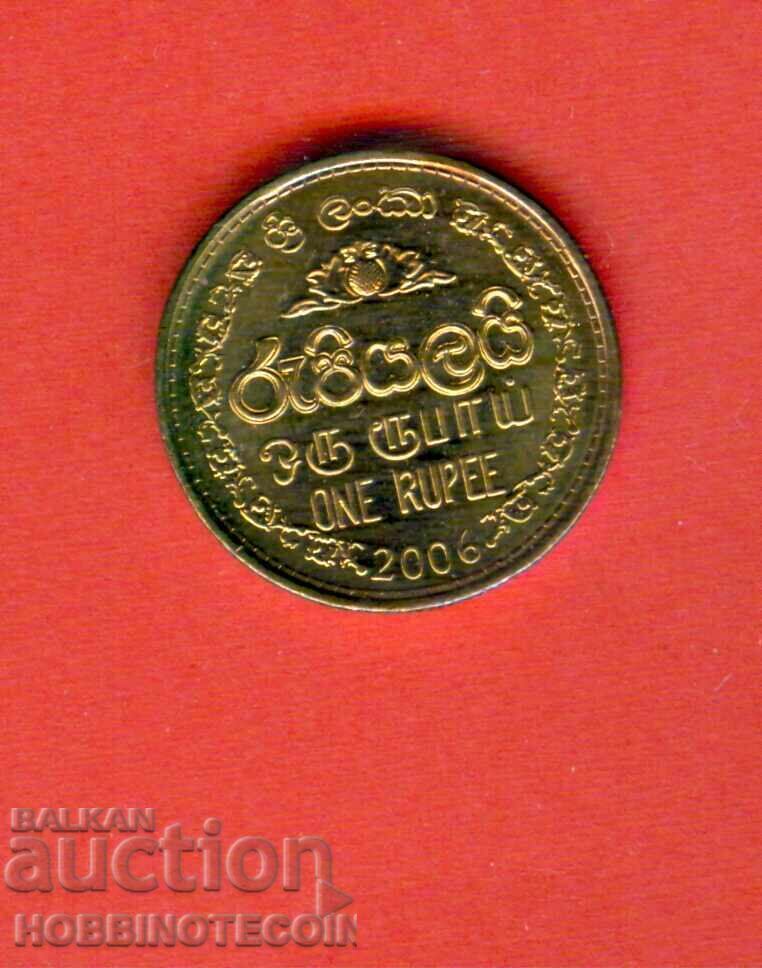 ශ්‍රී ලංකා
රුපියලයි
ஒரு ரூபாய்
ONE RUPEE
2006
BALKAN
auction
HOBBINOTECOIN